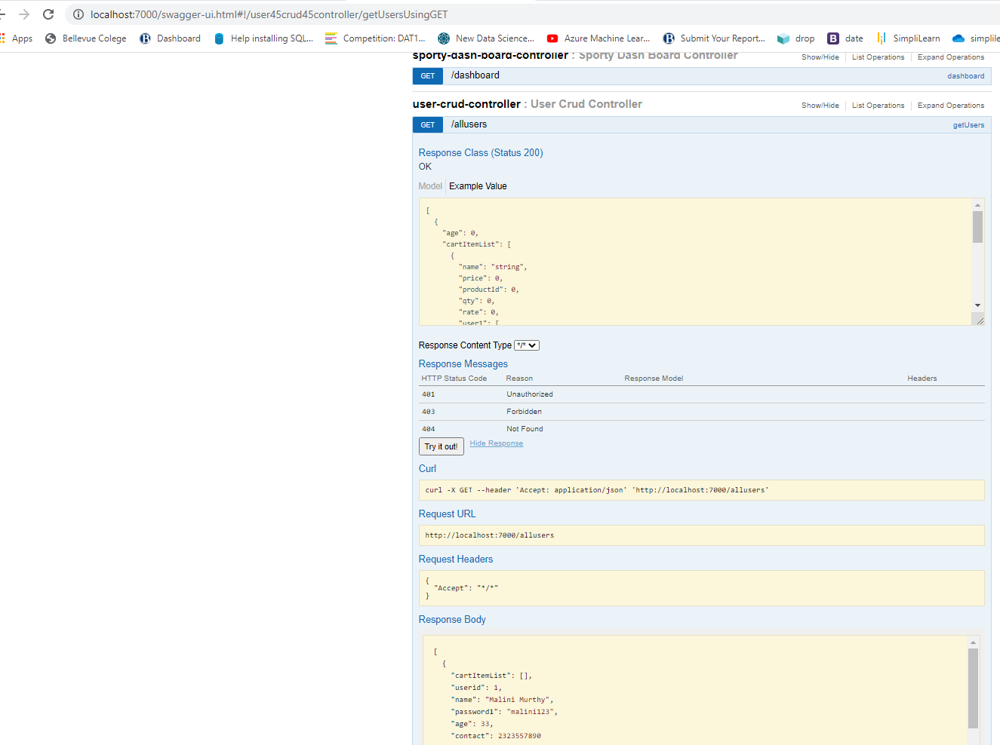 localhost:7000/swagger-ui.html#!/user45crud45controller/getUsersUsingGET
Apps Bellevue Colege Dashboard Help installing SQL... Competition: DAT1... New Data Science... Azure Machine Lear... Submit Your Report... drop B date SimpliLearn simplile
sporty-dash-board-controller : Sporty Dash Board Controller Show/Hide List Operations Expand Operations
GET /dashboard dashboard
user-crud-controller : User Crud Controller Show/Hide List Operations Expand Operations
GET /allusers getUsers
Response Class (Status 200)
OK
Model Example Value
[
{
"age": 0,
"cartItemList": [
{
"name": "string",
"price": 0,
"productId": 0,
"qty": 0,
"rate": 0,
"user1": [
Response Content Type */*
Response Messages
HTTP Status Code Reason Response Model Headers
401 Unauthorized
403 Forbidden
404 Not Found
Try it out! Hide Response
Curl
curl -X GET --header 'Accept: application/json' 'http://localhost:7000/allusers'
Request URL
http://localhost:7000/allusers
Request Headers
{
"Accept": "*/*"
}
Response Body
[
{
"cartItemList": [],
"userid": 1,
"name": "Malini Murthy",
"password1": "malini123",
"age": 33,
"contact": 2323557890